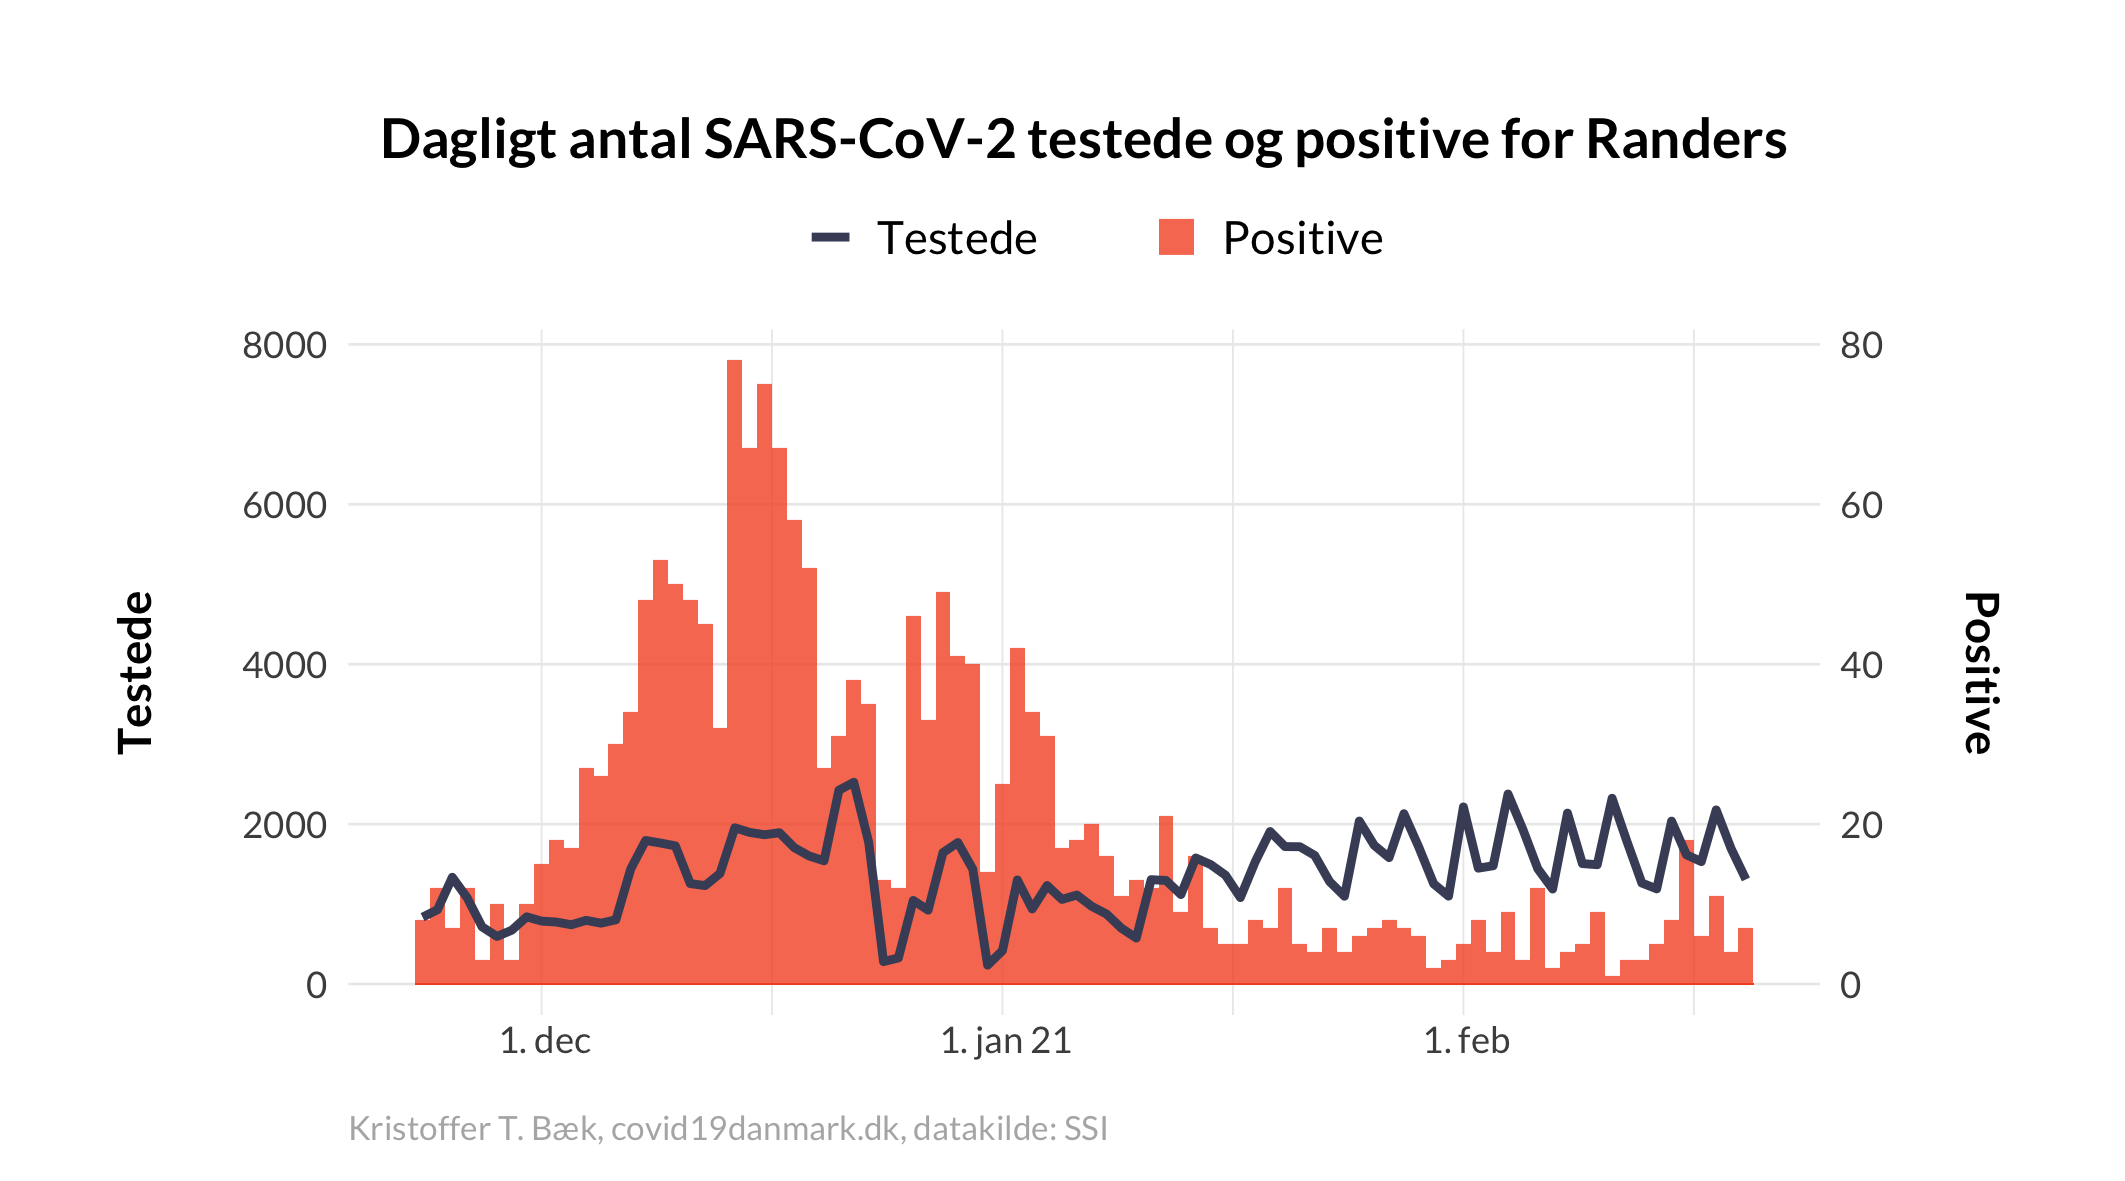 Dagligt antal SARS-CoV-2 testede og positive for Randers
Testede
Positive
8000
6000
4000
2000
0
Testede
80
60
40
20
0
Positive
1. dec
1. jan 21
1. feb
Kristoffer T. Bæk, covid19danmark.dk, datakilde: SSI